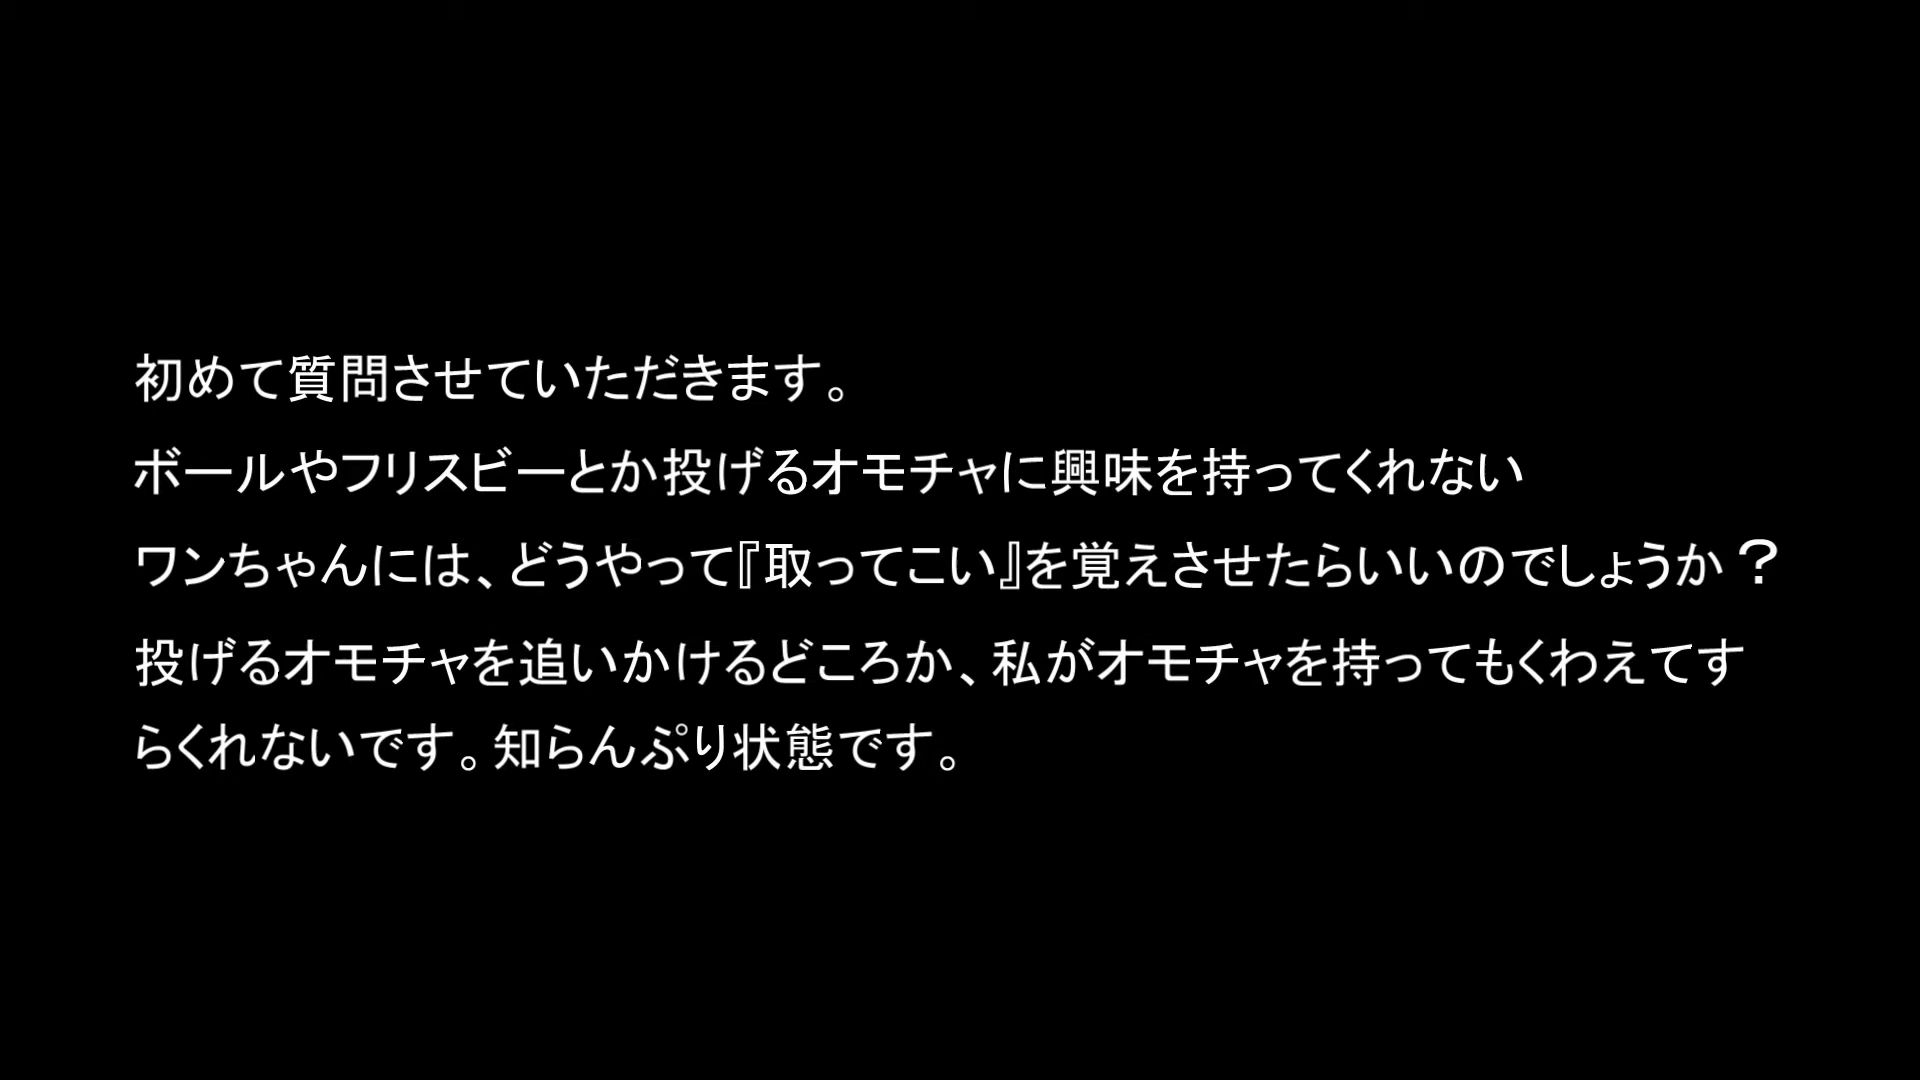 初めて質問させていただきます。
ボールやフリスビーとか投げるオモチャに興味を持ってくれない
ワンちゃんには、どうやって『取ってこい』を覚えさせたらいいのでしょうか？
投げるオモチャを追いかけるどころか、私がオモチャを持ってもくわえてす
らくれないです。知らんぷり状態です。